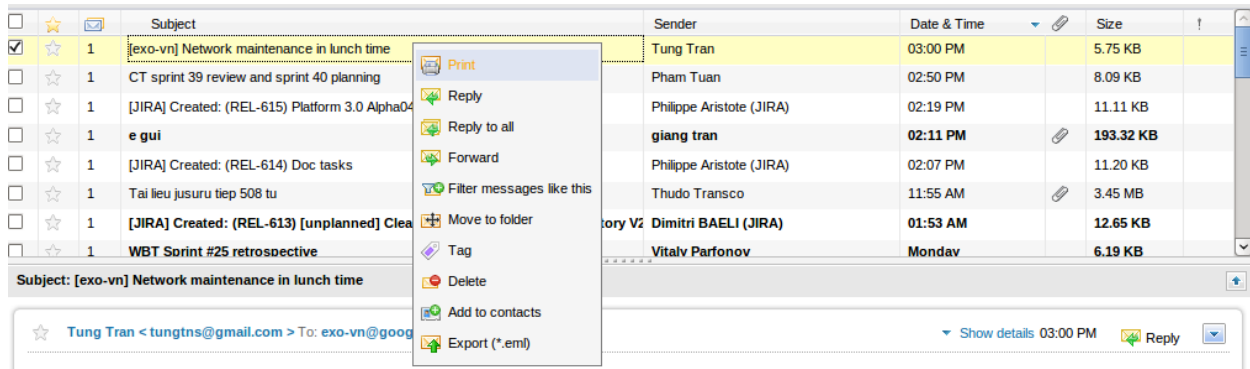 Subject Sender Date & Time Size
1 [exo-vn] Network maintenance in lunch time Tung Tran 03:00 PM 5.75 KB
1 CT sprint 39 review and sprint 40 planning Pham Tuan 02:50 PM 8.09 KB
1 [JIRA] Created: (REL-615) Platform 3.0 Alpha04 Philippe Aristote (JIRA) 02:19 PM 11.11 KB
1 e gui giang tran 02:11 PM 193.32 KB
1 [JIRA] Created: (REL-614) Doc tasks Philippe Aristote (JIRA) 02:07 PM 11.20 KB
1 Tai lieu jusuru tiep 508 tu Thudo Transco 11:55 AM 3.45 MB
1 [JIRA] Created: (REL-613) [unplanned] Clea tory V2 Dimitri BAELI (JIRA) 01:53 AM 12.65 KB
1 WBT Sprint #25 retrospective Vitaly Parfonov Monday 6.19 KB
Print
Reply
Reply to all
Forward
Filter messages like this
Move to folder
Tag
Delete
Add to contacts
Export (*.eml)
Subject: [exo-vn] Network maintenance in lunch time
Tung Tran < tungtns@gmail.com > To: exo-vn@goog Show details 03:00 PM Reply